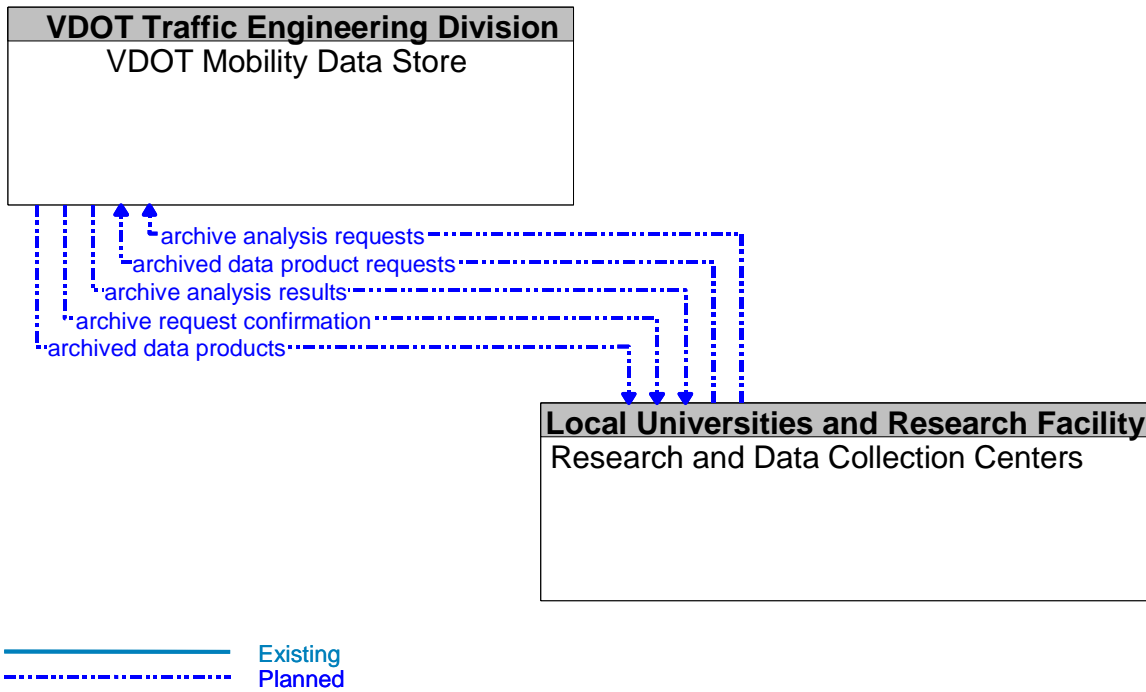 VDOT Traffic Engineering Division
VDOT Mobility Data Store
archive analysis requests
archived data product requests
archive analysis results
archive request confirmation
archived data products
Local Universities and Research Facility
Research and Data Collection Centers
Existing
Planned